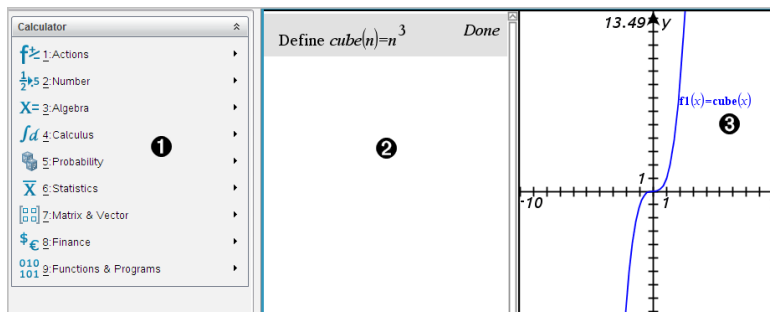 Calculator
1:Actions
2:Number
3:Algebra
4:Calculus
5:Probability
6:Statistics
7:Matrix & Vector
8:Finance
9:Functions & Programs
❶
Define cube(n)=n³ Done
❷
13.49 y
f1(x)=cube(x)
❸
1
-10
1